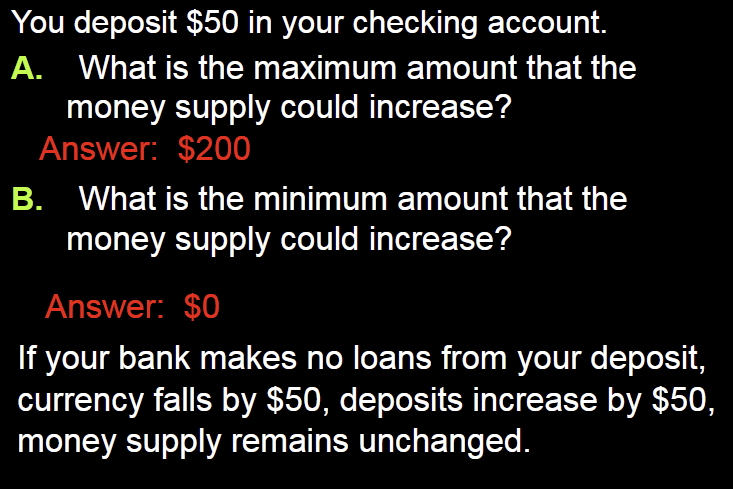 You deposit $50 in your checking account.
A. What is the maximum amount that the
money supply could increase?
Answer: $200
B. What is the minimum amount that the
money supply could increase?
Answer: $0
If your bank makes no loans from your deposit,
currency falls by $50, deposits increase by $50,
money supply remains unchanged.